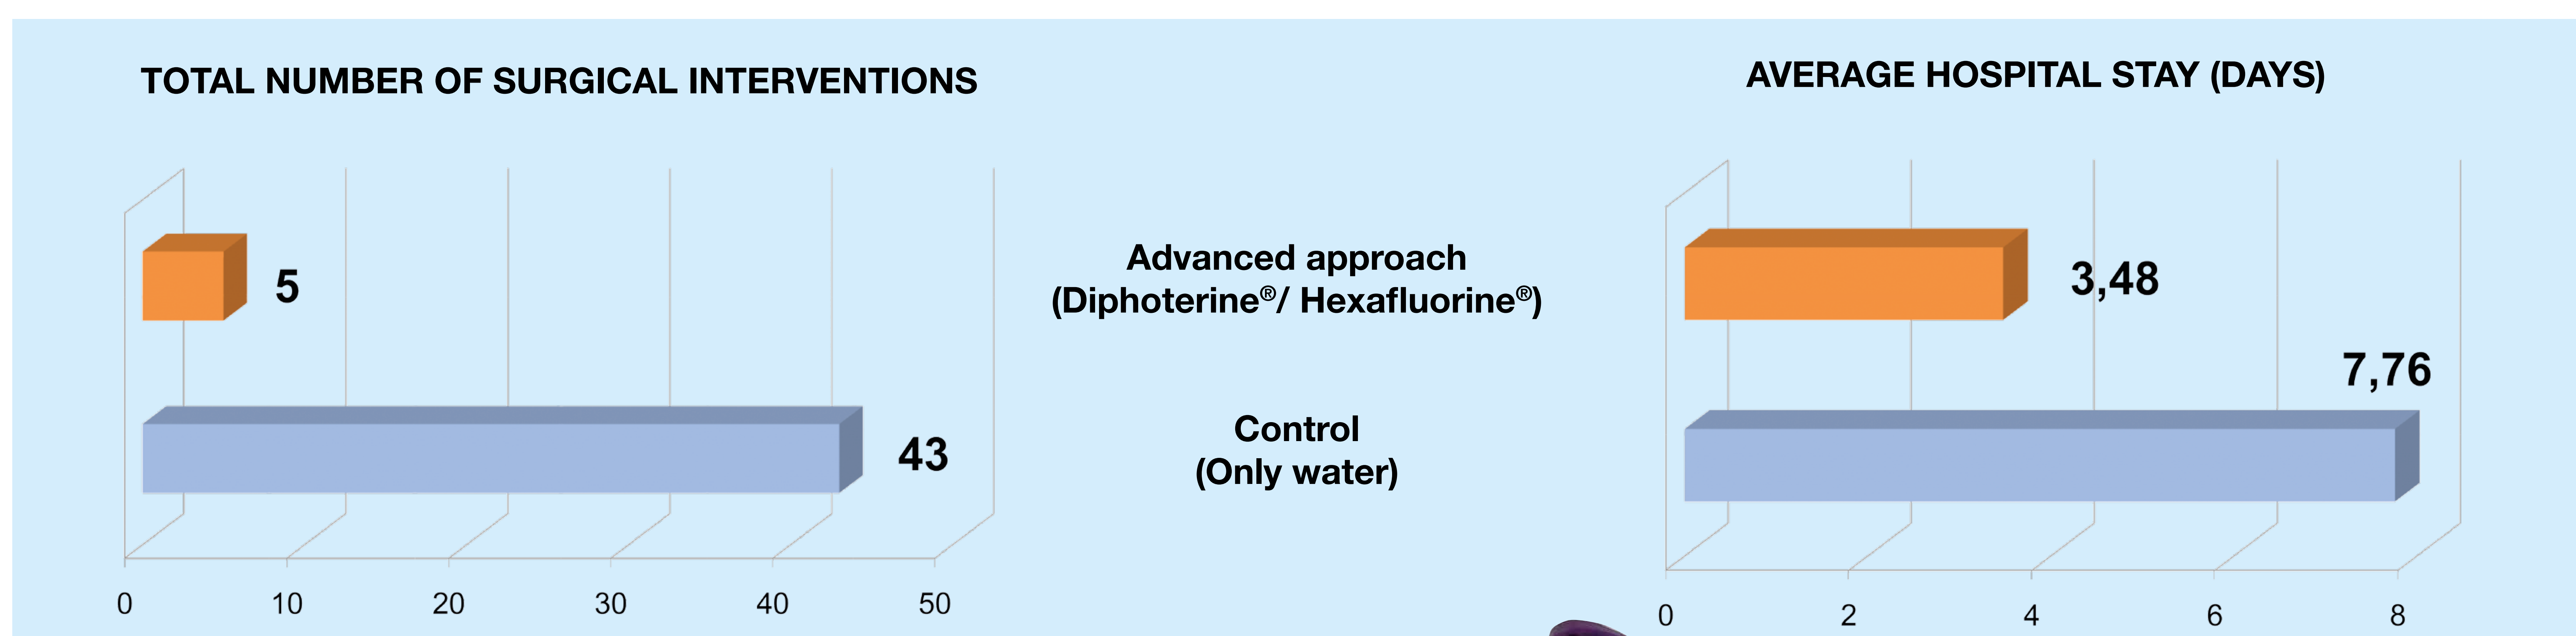 TOTAL NUMBER OF SURGICAL INTERVENTIONS
5
43
0 10 20 30 40 50
Advanced approach
(Diphoterine®/ Hexafluorine®)
Control
(Only water)
AVERAGE HOSPITAL STAY (DAYS)
3,48
7,76
0 2 4 6 8